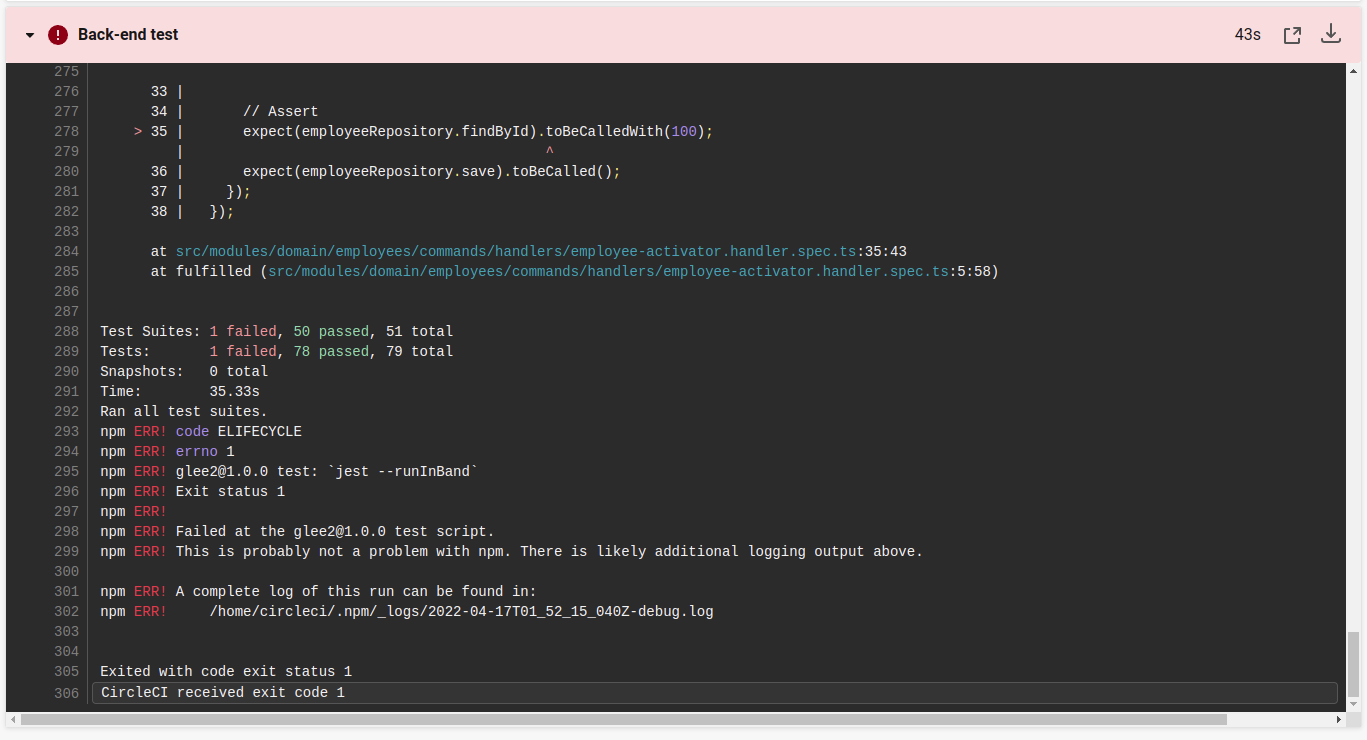 Back-end test 43s
275
276 33 |
277 34 | // Assert
278 > 35 | expect(employeeRepository.findById).toBeCalledWith(100);
279 | ^
280 36 | expect(employeeRepository.save).toBeCalled();
281 37 | });
282 38 | });
283
284 at src/modules/domain/employees/commands/handlers/employee-activator.handler.spec.ts:35:43
285 at fulfilled (src/modules/domain/employees/commands/handlers/employee-activator.handler.spec.ts:5:58)
286
287
288 Test Suites: 1 failed, 50 passed, 51 total
289 Tests: 1 failed, 78 passed, 79 total
290 Snapshots: 0 total
291 Time: 35.33s
292 Ran all test suites.
293 npm ERR! code ELIFECYCLE
294 npm ERR! errno 1
295 npm ERR! glee2@1.0.0 test: `jest --runInBand`
296 npm ERR! Exit status 1
297 npm ERR!
298 npm ERR! Failed at the glee2@1.0.0 test script.
299 npm ERR! This is probably not a problem with npm. There is likely additional logging output above.
300
301 npm ERR! A complete log of this run can be found in:
302 npm ERR! /home/circleci/.npm/_logs/2022-04-17T01_52_15_040Z-debug.log
303
304
305 Exited with code exit status 1
306 CircleCI received exit code 1